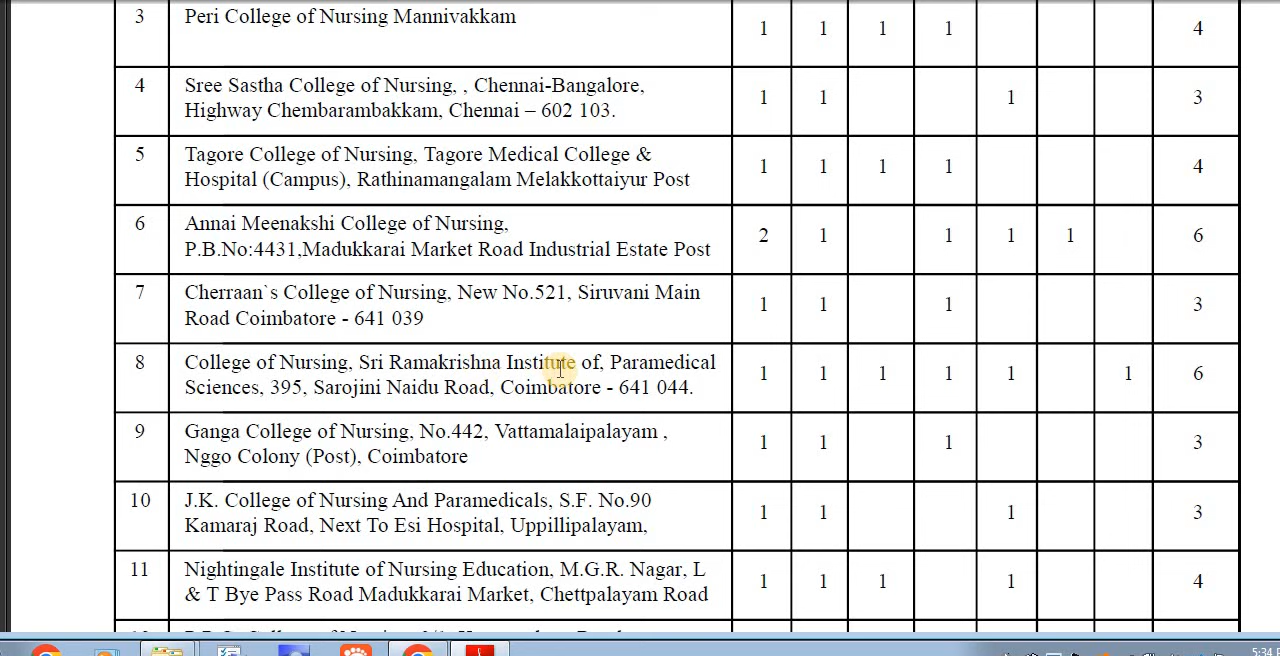 3 Peri College of Nursing Mannivakkam 1 1 1 1 4
4 Sree Sastha College of Nursing, , Chennai-Bangalore,
Highway Chembarambakkam, Chennai – 602 103. 1 1 1 3
5 Tagore College of Nursing, Tagore Medical College &
Hospital (Campus), Rathinamangalam Melakkottaiyur Post 1 1 1 1 4
6 Annai Meenakshi College of Nursing,
P.B.No:4431,Madukkarai Market Road Industrial Estate Post 2 1 1 1 1 6
7 Cherraan`s College of Nursing, New No.521, Siruvani Main
Road Coimbatore - 641 039 1 1 1 3
8 College of Nursing, Sri Ramakrishna Institute of, Paramedical
Sciences, 395, Sarojini Naidu Road, Coimbatore - 641 044. 1 1 1 1 1 1 6
9 Ganga College of Nursing, No.442, Vattamalaipalayam ,
Nggo Colony (Post), Coimbatore 1 1 1 3
10 J.K. College of Nursing And Paramedicals, S.F. No.90
Kamaraj Road, Next To Esi Hospital, Uppillipalayam, 1 1 1 3
11 Nightingale Institute of Nursing Education, M.G.R. Nagar, L
& T Bye Pass Road Madukkarai Market, Chettpalayam Road 1 1 1 1 4
5:34